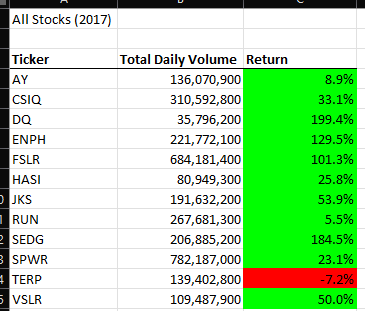 All Stocks (2017)
Ticker Total Daily Volume Return
AY 136,070,900 8.9%
CSIQ 310,592,800 33.1%
DQ 35,796,200 199.4%
ENPH 221,772,100 129.5%
FSLR 684,181,400 101.3%
HASI 80,949,300 25.8%
JKS 191,632,200 53.9%
RUN 267,681,300 5.5%
SEDG 206,885,200 184.5%
SPWR 782,187,000 23.1%
TERP 139,402,800 -7.2%
VSLR 109,487,900 50.0%